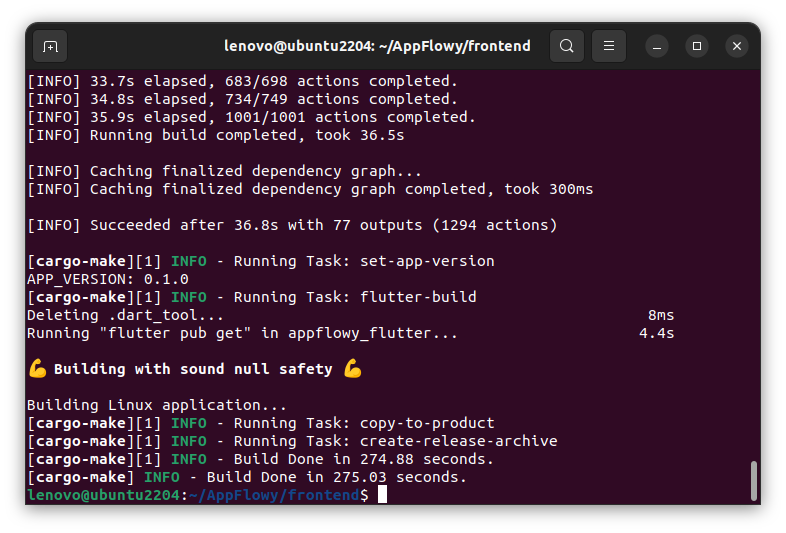 lenovo@ubuntu2204: ~/AppFlowy/frontend
[INFO] 33.7s elapsed, 683/698 actions completed.
[INFO] 34.8s elapsed, 734/749 actions completed.
[INFO] 35.9s elapsed, 1001/1001 actions completed.
[INFO] Running build completed, took 36.5s
[INFO] Caching finalized dependency graph...
[INFO] Caching finalized dependency graph completed, took 300ms
[INFO] Succeeded after 36.8s with 77 outputs (1294 actions)
[cargo-make][1] INFO - Running Task: set-app-version
APP_VERSION: 0.1.0
[cargo-make][1] INFO - Running Task: flutter-build
Deleting .dart_tool... 8ms
Running "flutter pub get" in appflowy_flutter... 4.4s
💪 Building with sound null safety 💪
Building Linux application...
[cargo-make][1] INFO - Running Task: copy-to-product
[cargo-make][1] INFO - Running Task: create-release-archive
[cargo-make][1] INFO - Build Done in 274.88 seconds.
[cargo-make] INFO - Build Done in 275.03 seconds.
lenovo@ubuntu2204:~/AppFlowy/frontend$